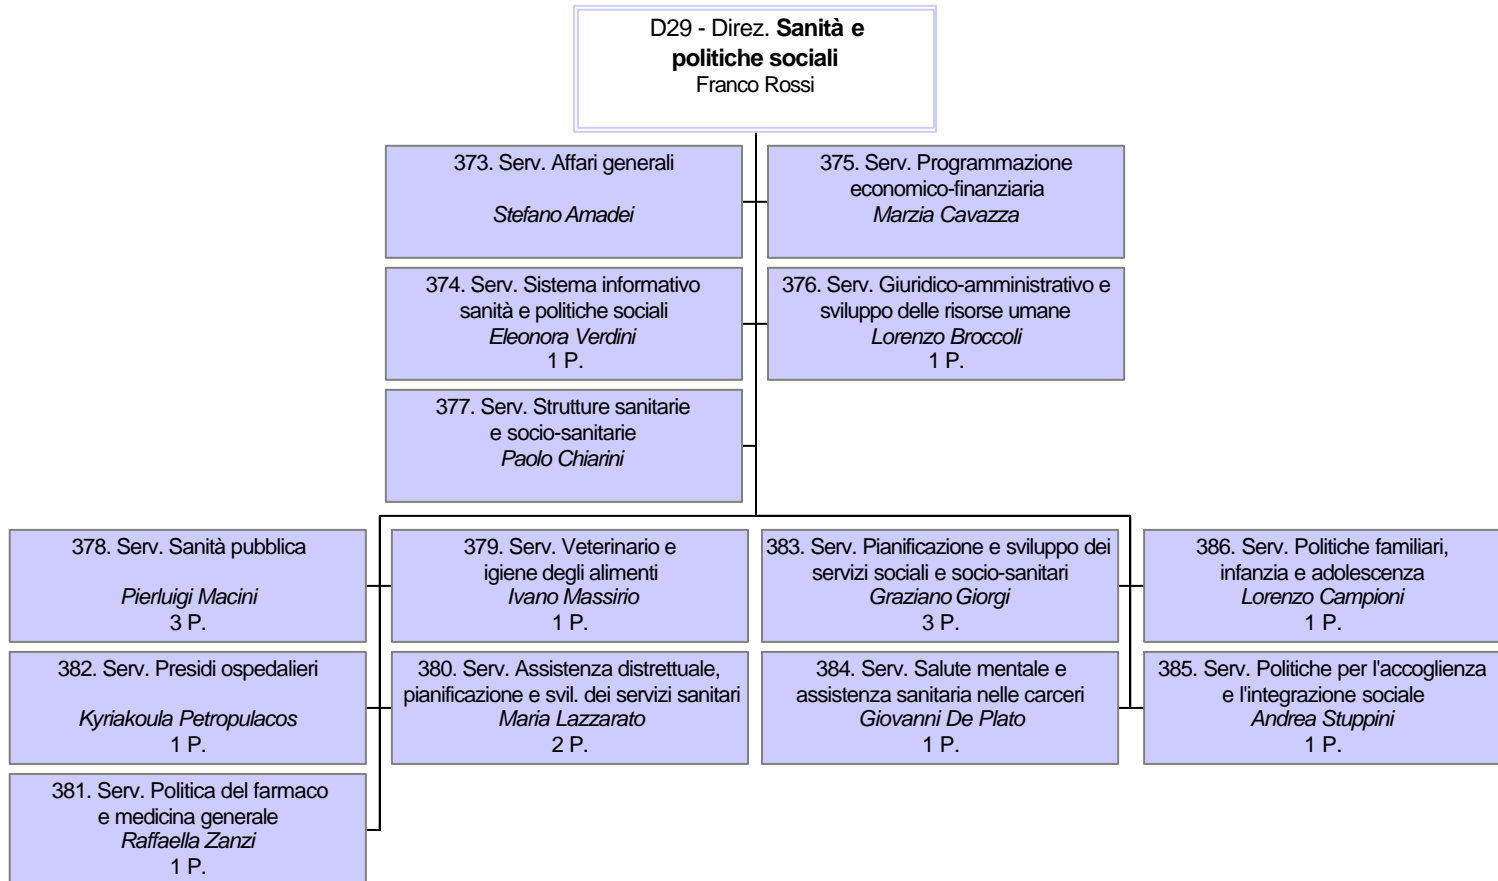 D29 - Direz. Sanità e
politiche sociali
Franco Rossi
373. Serv. Affari generali
Stefano Amadei
375. Serv. Programmazione
economico-finanziaria
Marzia Cavazza
374. Serv. Sistema informativo
sanità e politiche sociali
Eleonora Verdini
1 P.
376. Serv. Giuridico-amministrativo e
sviluppo delle risorse umane
Lorenzo Broccoli
1 P.
377. Serv. Strutture sanitarie
e socio-sanitarie
Paolo Chiarini
378. Serv. Sanità pubblica
Pierluigi Macini
3 P.
379. Serv. Veterinario e
igiene degli alimenti
Ivano Massirio
1 P.
383. Serv. Pianificazione e sviluppo dei
servizi sociali e socio-sanitari
Graziano Giorgi
3 P.
386. Serv. Politiche familiari,
infanzia e adolescenza
Lorenzo Campioni
1 P.
382. Serv. Presidi ospedalieri
Kyriakoula Petropulacos
1 P.
380. Serv. Assistenza distrettuale,
pianificazione e svil. dei servizi sanitari
Maria Lazzarato
2 P.
384. Serv. Salute mentale e
assistenza sanitaria nelle carceri
Giovanni De Plato
1 P.
385. Serv. Politiche per l'accoglienza
e l'integrazione sociale
Andrea Stuppini
1 P.
381. Serv. Politica del farmaco
e medicina generale
Raffaella Zanzi
1 P.